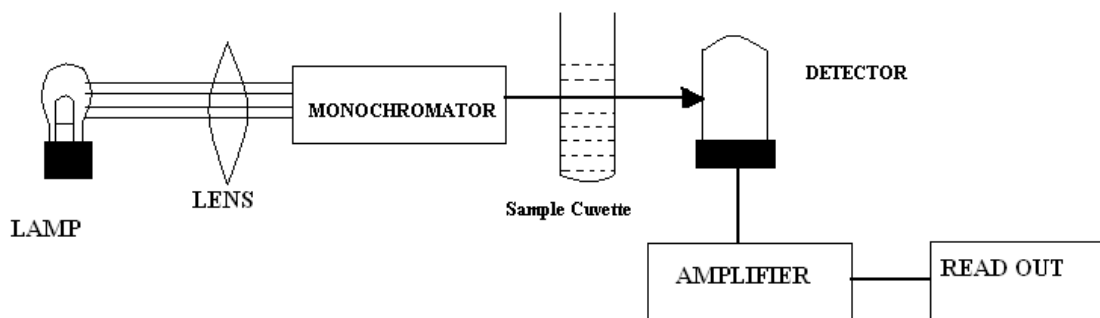 LAMP
LENS
MONOCHROMATOR
Sample Cuvette
DETECTOR
AMPLIFIER
READ OUT